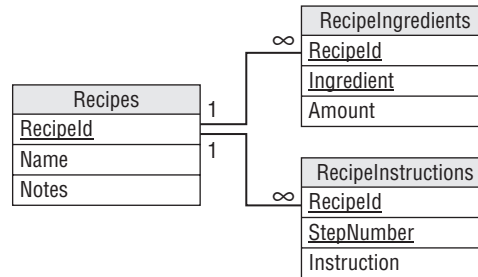 Recipes
RecipeId
Name
Notes
1
1
∞
∞
RecipeIngredients
RecipeId
Ingredient
Amount
RecipeInstructions
RecipeId
StepNumber
Instruction